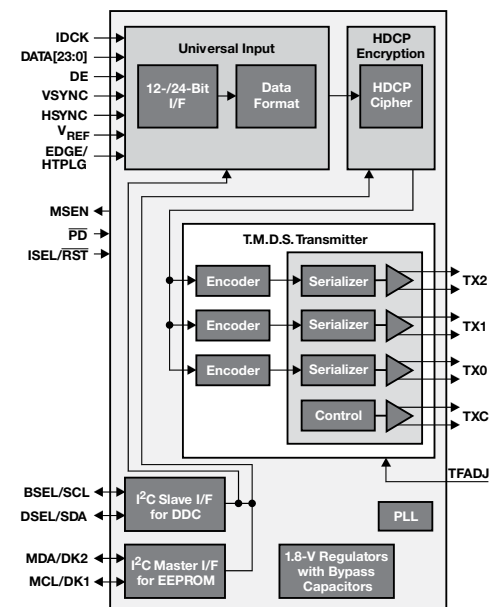 IDCK
DATA[23:0]
DE
VSYNC
HSYNC
VREF
EDGE/
HTPLG
MSEN
PD
ISEL/RST
Universal Input
12-/24-Bit
I/F
Data
Format
HDCP
Encryption
HDCP
Cipher
T.M.D.S. Transmitter
Encoder
Serializer
TX2
Encoder
Serializer
TX1
Encoder
Serializer
TX0
Control
TXC
TFADJ
BSEL/SCL
DSEL/SDA
I2C Slave I/F
for DDC
PLL
MDA/DK2
MCL/DK1
I2C Master I/F
for EEPROM
1.8-V Regulators
with Bypass
Capacitors